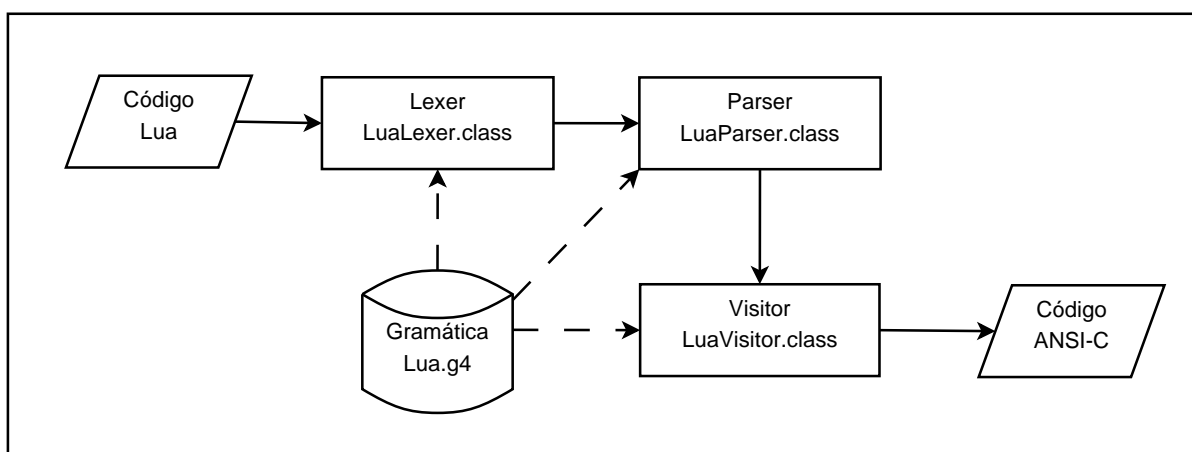 Código
Lua
Lexer
LuaLexer.class
Parser
LuaParser.class
Gramática
Lua.g4
Visitor
LuaVisitor.class
Código
ANSI-C